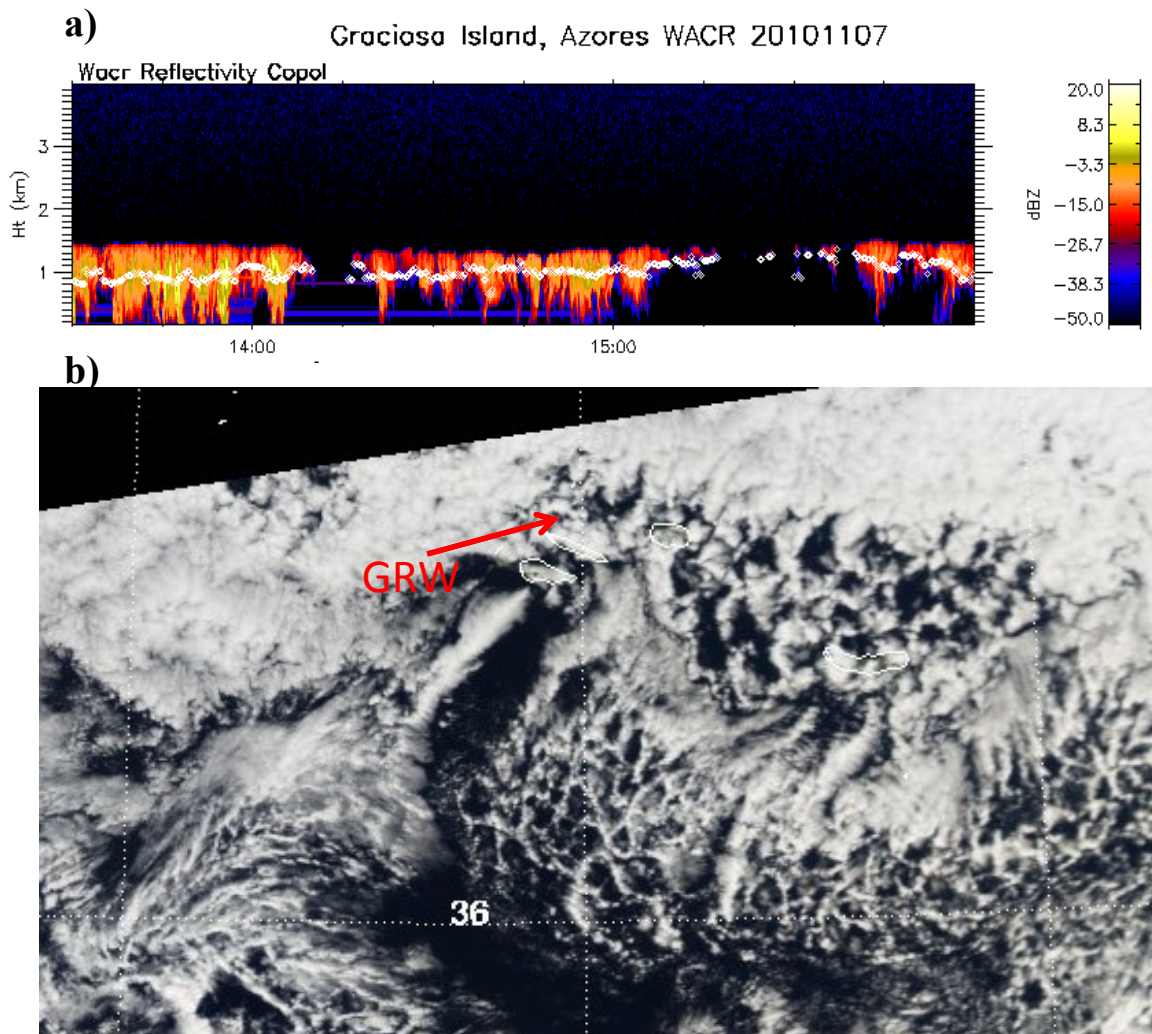 a)
Graciosa Island, Azores WACR 20101107
Wacr Reflectivity Copol
Ht (km)
3
2
1
14:00
15:00
ZBP
20.0
8.3
-3.3
-15.0
-26.7
-38.3
-50.0
b)
GRW
36